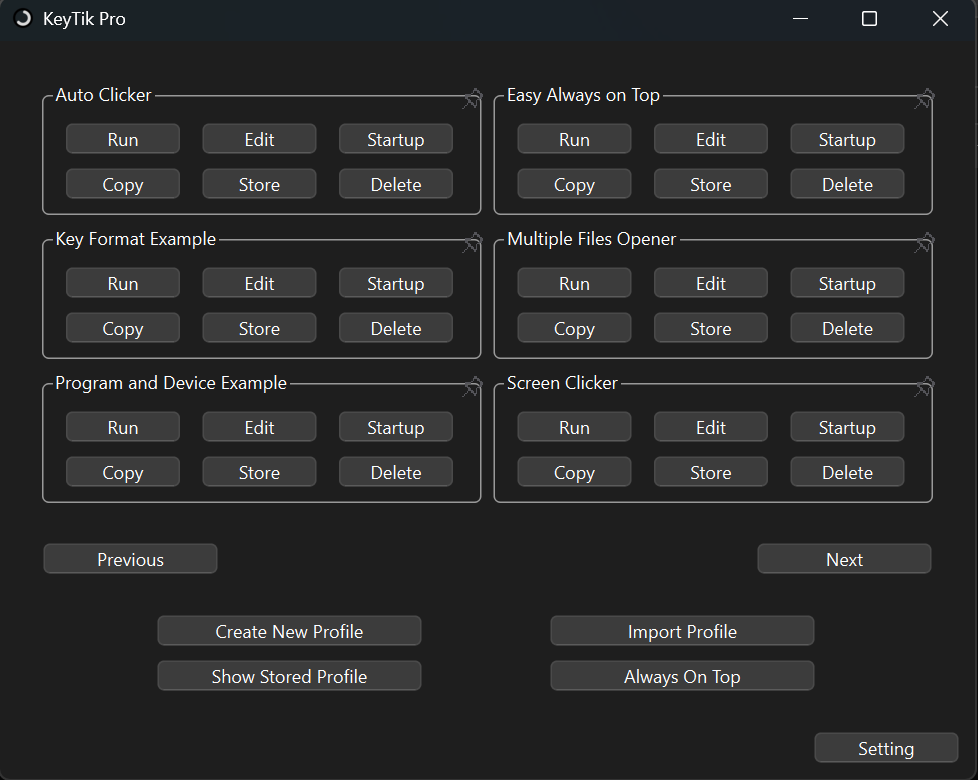 KeyTik Pro
Auto Clicker
Easy Always on Top
Run Edit Startup
Run Edit Startup
Copy Store Delete
Copy Store Delete
Key Format Example
Multiple Files Opener
Run Edit Startup
Run Edit Startup
Copy Store Delete
Copy Store Delete
Program and Device Example
Screen Clicker
Run Edit Startup
Run Edit Startup
Copy Store Delete
Copy Store Delete
Previous
Next
Create New Profile
Import Profile
Show Stored Profile
Always On Top
Setting